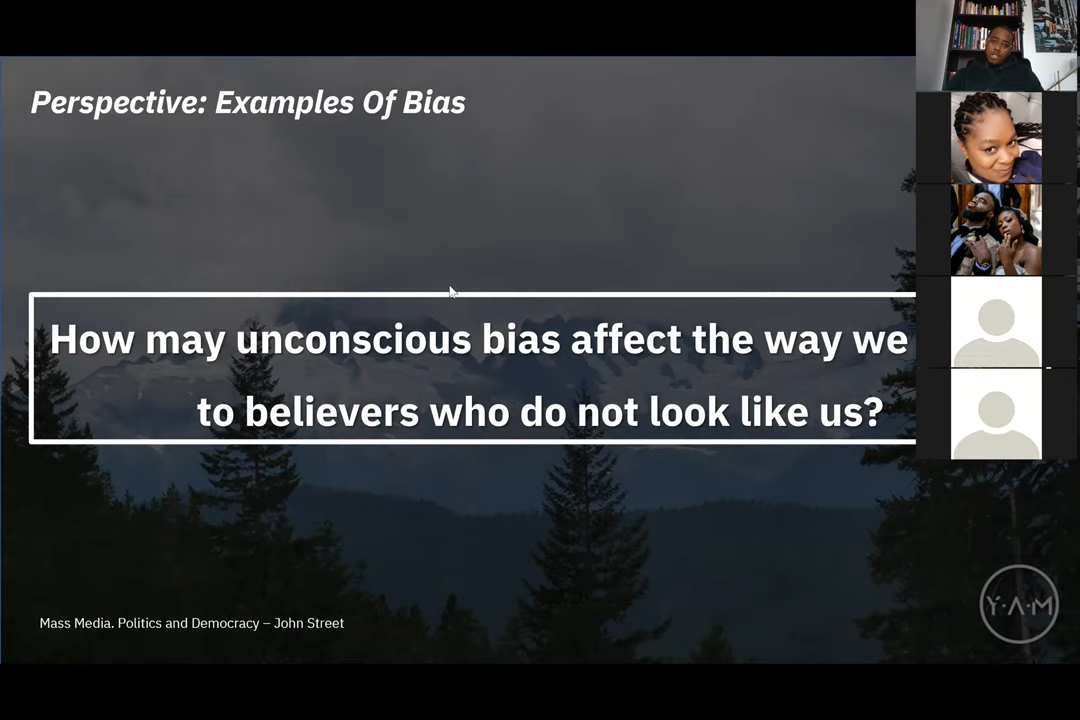 Perspective: Examples Of Bias
How may unconscious bias affect the way we
to believers who do not look like us?
Mass Media. Politics and Democracy – John Street
Y·A·M